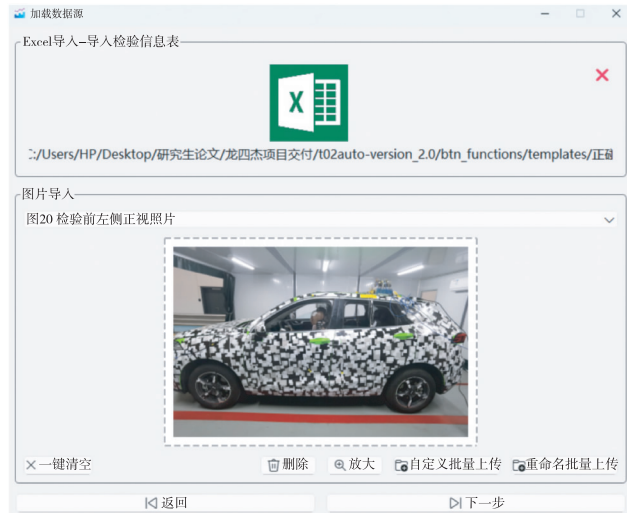 加载数据源
Excel导入–导入检验信息表
X
:/Users/HP/Desktop/研究生论文/龙四杰项目交付/t02auto-version_2.0/btn_functions/templates/正确
图片导入
图20 检验前左侧正视照片
一键清空 删除 放大 自定义批量上传 重命名批量上传
返回 下一步